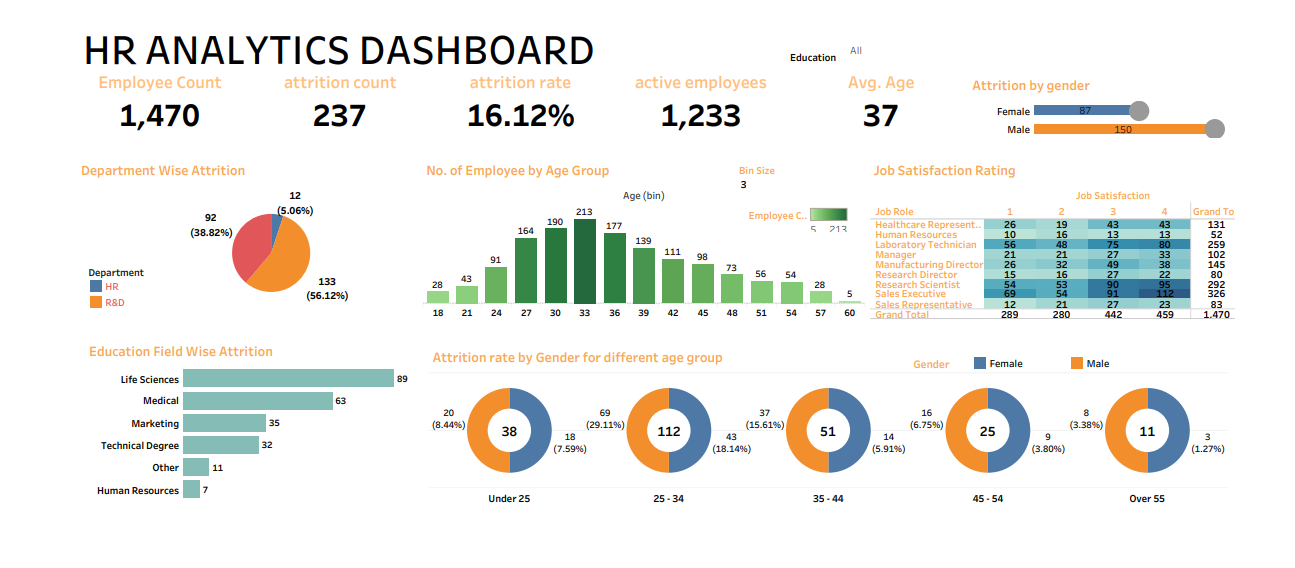 HR ANALYTICS DASHBOARD
Education
All
Employee Count
attrition count
attrition rate
active employees
Avg. Age
1,470
237
16.12%
1,233
37
Attrition by gender
Female
87
Male
150
Department Wise Attrition
12
(5.06%)
92
(38.82%)
133
(56.12%)
Department
HR
R&D
No. of Employee by Age Group
Bin Size
3
Age (bin)
Employee C..
5 213
28
43
91
164
190
213
177
139
111
98
73
56
54
28
5
18 21 24 27 30 33 36 39 42 45 48 51 54 57 60
Job Satisfaction Rating
Job Satisfaction
Job Role 1 2 3 4 Grand To
Healthcare Represent.. 26 19 43 43 131
Human Resources 10 16 13 13 52
Laboratory Technician 56 48 75 80 259
Manager 21 21 27 33 102
Manufacturing Director 26 32 49 38 145
Research Director 15 16 27 22 80
Research Scientist 54 53 90 95 292
Sales Executive 69 54 91 112 326
Sales Representative 12 21 27 23 83
Grand Total 289 280 442 459 1,470
Education Field Wise Attrition
Life Sciences 89
Medical 63
Marketing 35
Technical Degree 32
Other 11
Human Resources 7
Attrition rate by Gender for different age group
Gender
Female
Male
20
(8.44%)
38
18
(7.59%)
69
(29.11%)
112
43
(18.14%)
37
(15.61%)
51
14
(5.91%)
16
(6.75%)
25
9
(3.80%)
8
(3.38%)
11
3
(1.27%)
Under 25
25 - 34
35 - 44
45 - 54
Over 55